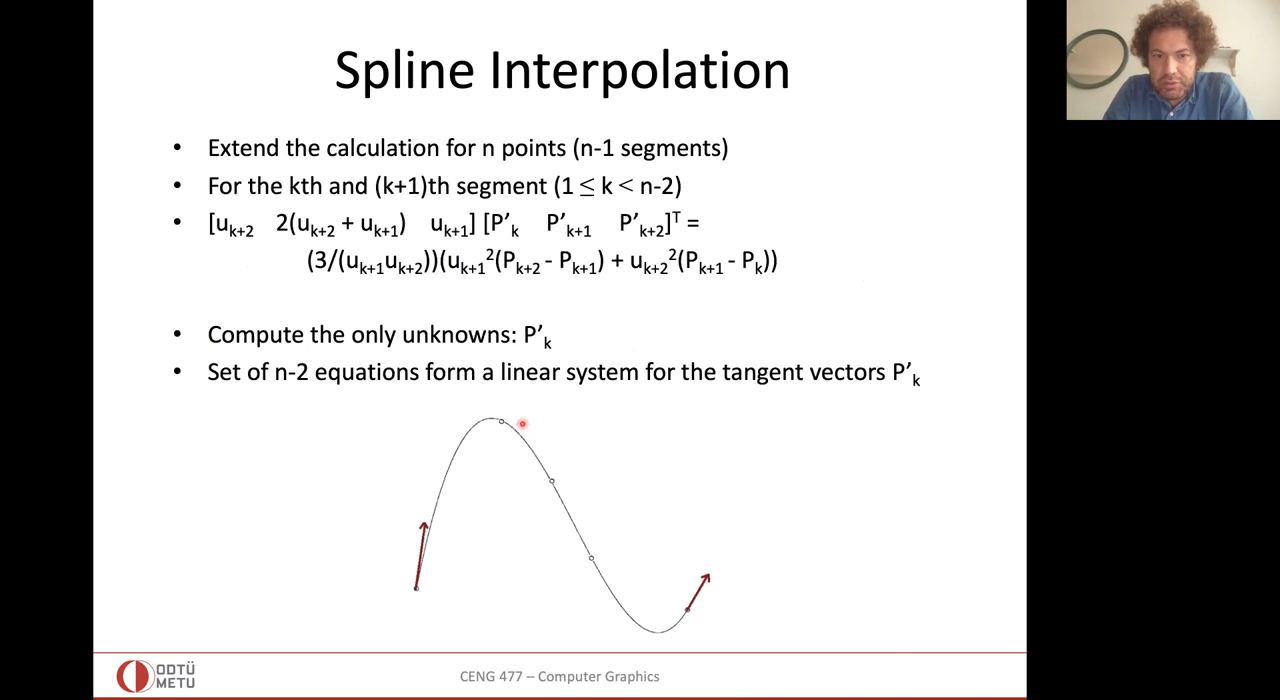 Spline Interpolation
• Extend the calculation for n points (n-1 segments)
• For the kth and (k+1)th segment (1 ≤ k < n-2)
• [uₖ₊₂ 2(uₖ₊₂ + uₖ₊₁) uₖ₊₁] [P’ₖ P’ₖ₊₁ P’ₖ₊₂]ᵀ =
(3/(uₖ₊₁uₖ₊₂))(uₖ₊₁²(Pₖ₊₂ - Pₖ₊₁) + uₖ₊₂²(Pₖ₊₁ - Pₖ))
• Compute the only unknowns: P’ₖ
• Set of n-2 equations form a linear system for the tangent vectors P’ₖ
ODTÜ
METU
CENG 477 – Computer Graphics